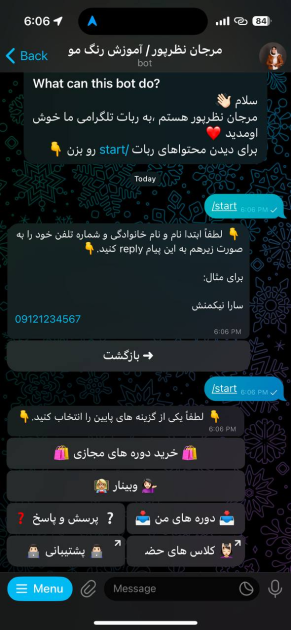 6:06
84
Back
مرجان نظرپور / آموزش رنگ مو
bot
What can this bot do?
سلام 👋🏻
مرجان نظرپور هستم ،به ربات تلگرامی ما خوش
اومدید ❤️
برای دیدن محتواهای ربات /start رو بزن 👇
Today
/start 6:06 PM
👇 لطفاً ابتدا نام و نام خانوادگی و شماره تلفن خود را به
صورت زیرهم به این پیام reply کنید.👇
برای مثال:
سارا نیکمنش
09121234567
6:06 PM
➜ بازگشت
/start 6:06 PM
👇 لطفاً یکی از گزینه های پایین را انتخاب کنید.👇
6:06 PM
🛍️ خرید دوره های مجازی 🛍️
💁🏻‍♀️ وبینار 👰🏼
📥 دوره های من 📥
❓ پرسش و پاسخ ❓
💆🏻‍♀️ کلاس های حض
👨🏻‍💻 پشتیبانی 👨🏻‍💻
Menu
Message